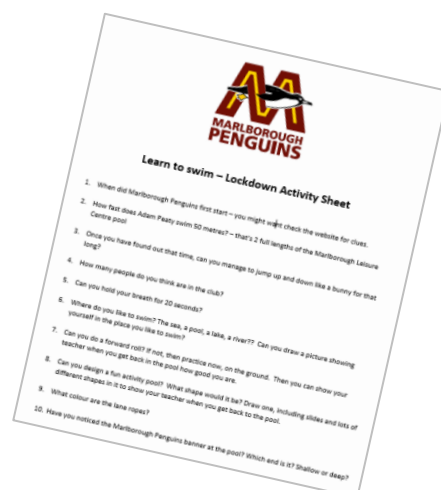 MARLBOROUGH
PENGUINS
Learn to swim – Lockdown Activity Sheet
1. When did Marlborough Penguins first start – you might want check the website for clues.
2. How fast does Adam Peaty swim 50 metres? – that's 2 full lengths of the Marlborough Leisure
Centre pool
3. Once you have found out that time, can you manage to jump up and down like a bunny for that
long?
4. How many people do you think are in the club?
5. Can you hold your breath for 20 seconds?
6. Where do you like to swim? The sea, a pool, a lake, a river?? Can you draw a picture showing
yourself in the place you like to swim?
7. Can you do a forward roll? If not, then practice now, on the ground. Then you can show your
teacher when you get back in the pool how good you are.
8. Can you design a fun activity pool? What shape would it be? Draw one, including slides and lots of
different shapes in it to show your teacher when you get back to the pool.
9. What colour are the lane ropes?
10. Have you noticed the Marlborough Penguins banner at the pool? Which end is it? Shallow or deep?